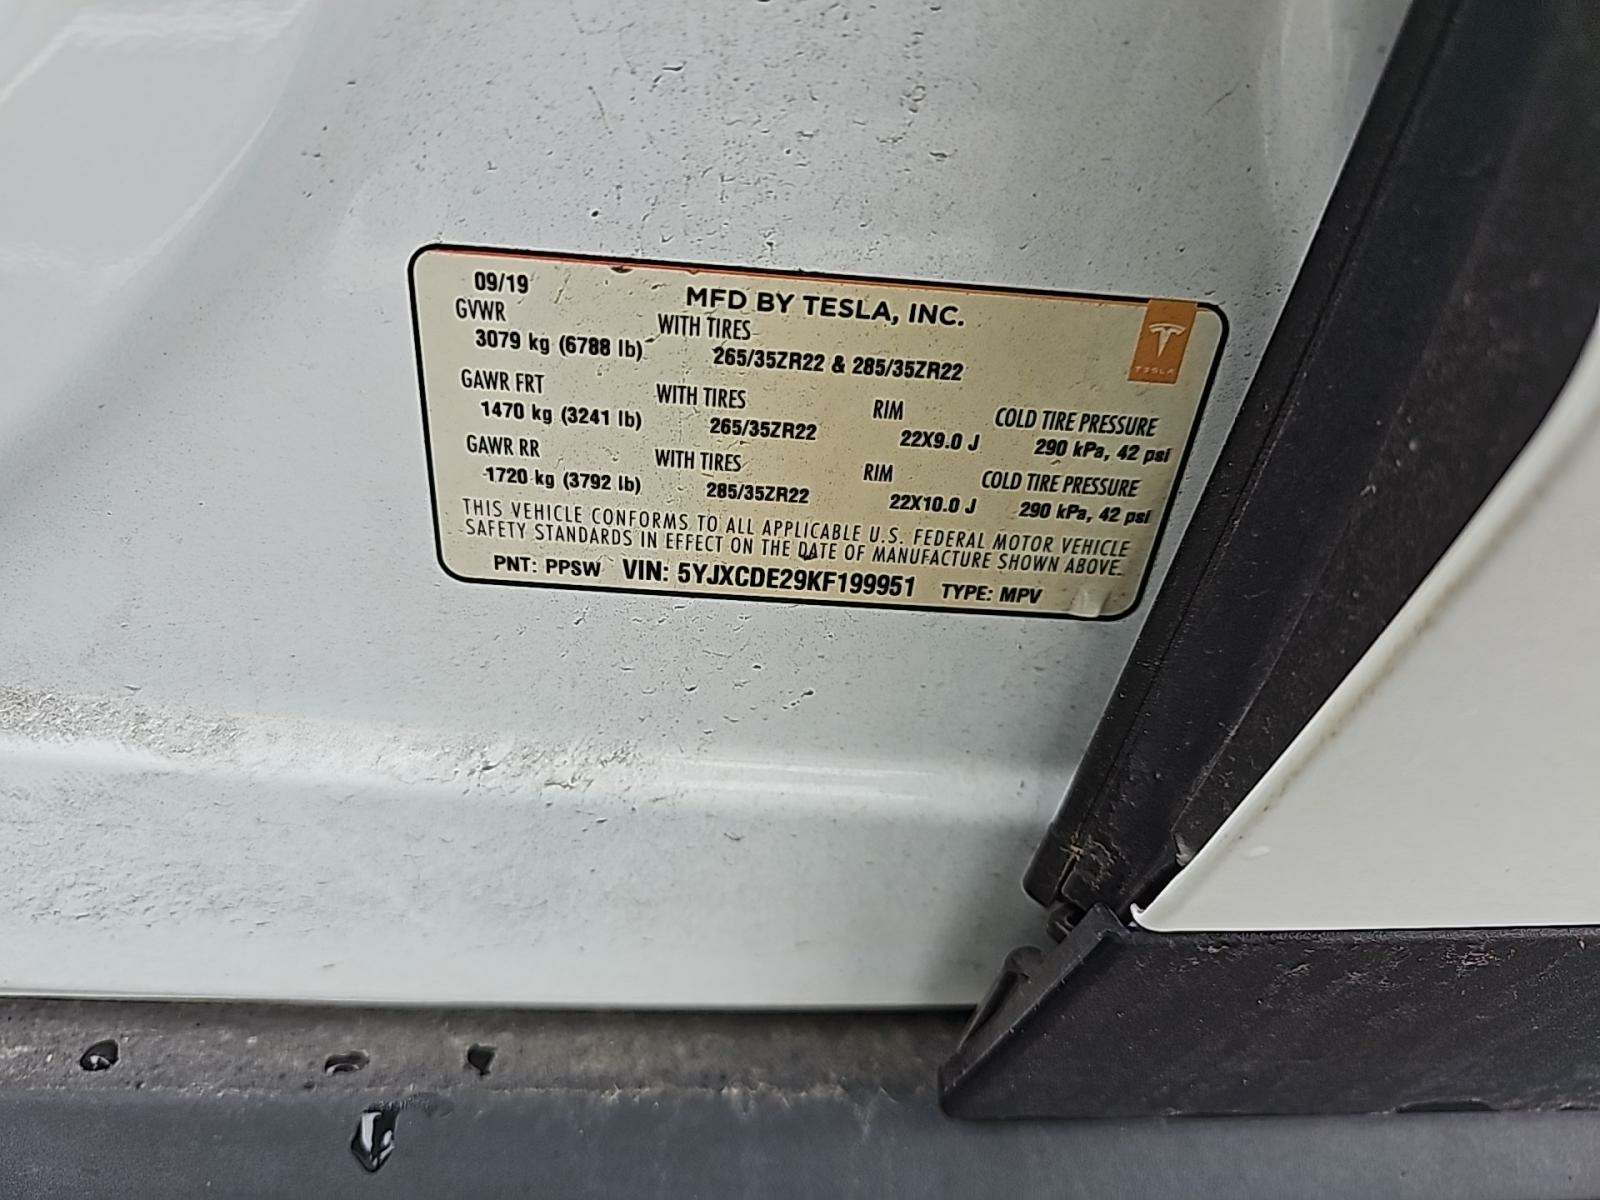 09/19 MFD BY TESLA, INC.
GVWR WITH TIRES
3079 kg (6788 lb) 265/35ZR22 & 285/35ZR22
TESLA
GAWR FRT WITH TIRES RIM COLD TIRE PRESSURE
1470 kg (3241 lb) 265/35ZR22 22X9.0 J 290 kPa, 42 psi
GAWR RR WITH TIRES RIM COLD TIRE PRESSURE
1720 kg (3792 lb) 285/35ZR22 22X10.0 J 290 kPa, 42 psi
THIS VEHICLE CONFORMS TO ALL APPLICABLE U.S. FEDERAL MOTOR VEHICLE
SAFETY STANDARDS IN EFFECT ON THE DATE OF MANUFACTURE SHOWN ABOVE.
PNT: PPSW VIN: 5YJXCDE29KF199951 TYPE: MPV